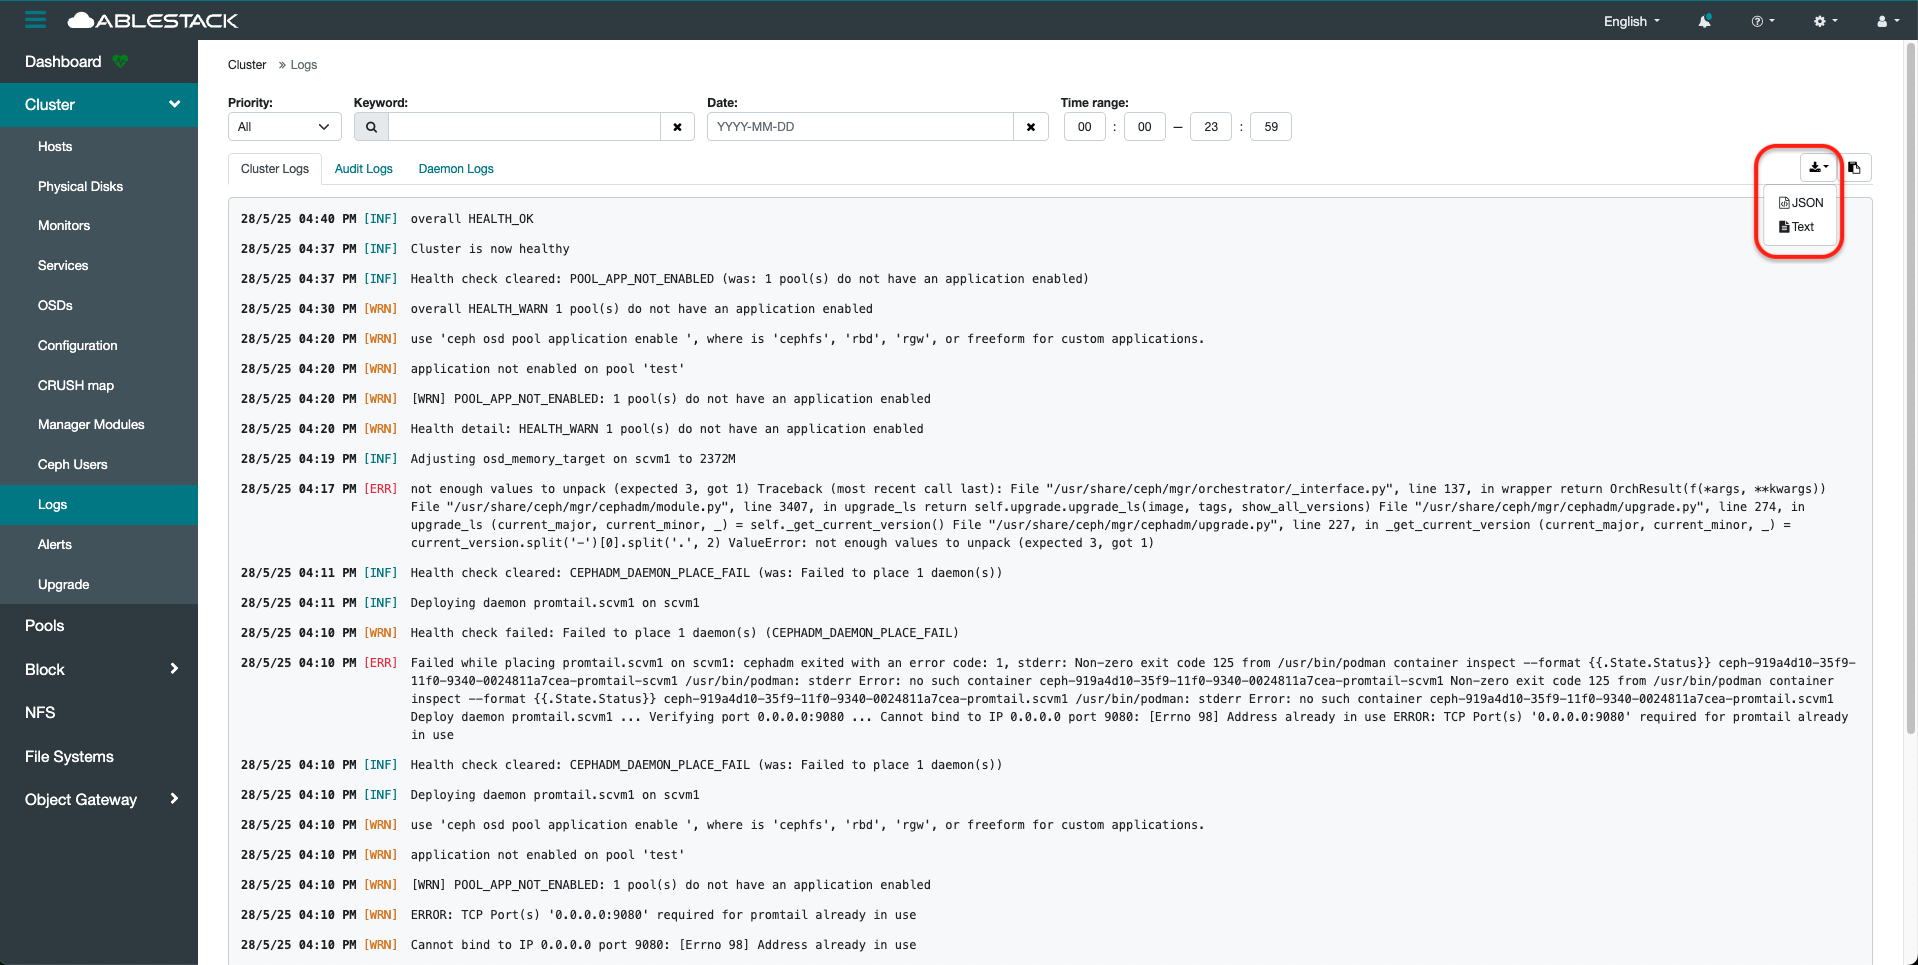 ABLESTACK
English
Dashboard
Cluster
Hosts
Physical Disks
Monitors
Services
OSDs
Configuration
CRUSH map
Manager Modules
Ceph Users
Logs
Alerts
Upgrade
Pools
Block
NFS
File Systems
Object Gateway
Cluster » Logs
Priority: Keyword: Date: Time range:
All YYYY-MM-DD 00 : 00 — 23 : 59
Cluster Logs Audit Logs Daemon Logs
JSON
Text
28/5/25 04:40 PM [INF] overall HEALTH_OK
28/5/25 04:37 PM [INF] Cluster is now healthy
28/5/25 04:37 PM [INF] Health check cleared: POOL_APP_NOT_ENABLED (was: 1 pool(s) do not have an application enabled)
28/5/25 04:30 PM [WRN] overall HEALTH_WARN 1 pool(s) do not have an application enabled
28/5/25 04:20 PM [WRN] use 'ceph osd pool application enable ', where is 'cephfs', 'rbd', 'rgw', or freeform for custom applications.
28/5/25 04:20 PM [WRN] application not enabled on pool 'test'
28/5/25 04:20 PM [WRN] [WRN] POOL_APP_NOT_ENABLED: 1 pool(s) do not have an application enabled
28/5/25 04:20 PM [WRN] Health detail: HEALTH_WARN 1 pool(s) do not have an application enabled
28/5/25 04:19 PM [INF] Adjusting osd_memory_target on scvm1 to 2372M
28/5/25 04:17 PM [ERR] not enough values to unpack (expected 3, got 1) Traceback (most recent call last): File "/usr/share/ceph/mgr/orchestrator/_interface.py", line 137, in wrapper return OrchResult(f(*args, **kwargs))
File "/usr/share/ceph/mgr/cephadm/module.py", line 3407, in upgrade_ls return self.upgrade.upgrade_ls(image, tags, show_all_versions) File "/usr/share/ceph/mgr/cephadm/upgrade.py", line 274, in
upgrade_ls (current_major, current_minor, _) = self._get_current_version() File "/usr/share/ceph/mgr/cephadm/upgrade.py", line 227, in _get_current_version (current_major, current_minor, _) =
current_version.split('-')[0].split('.', 2) ValueError: not enough values to unpack (expected 3, got 1)
28/5/25 04:11 PM [INF] Health check cleared: CEPHADM_DAEMON_PLACE_FAIL (was: Failed to place 1 daemon(s))
28/5/25 04:11 PM [INF] Deploying daemon promtail.scvm1 on scvm1
28/5/25 04:10 PM [WRN] Health check failed: Failed to place 1 daemon(s) (CEPHADM_DAEMON_PLACE_FAIL)
28/5/25 04:10 PM [ERR] Failed while placing promtail.scvm1 on scvm1: cephadm exited with an error code: 1, stderr: Non-zero exit code 125 from /usr/bin/podman container inspect --format {{.State.Status}} ceph-919a4d10-35f9-
11f0-9340-0024811a7cea-promtail-scvm1 /usr/bin/podman: stderr Error: no such container ceph-919a4d10-35f9-11f0-9340-0024811a7cea-promtail-scvm1 Non-zero exit code 125 from /usr/bin/podman container
inspect --format {{.State.Status}} ceph-919a4d10-35f9-11f0-9340-0024811a7cea-promtail.scvm1 /usr/bin/podman: stderr Error: no such container ceph-919a4d10-35f9-11f0-9340-0024811a7cea-promtail.scvm1
Deploy daemon promtail.scvm1 ... Verifying port 0.0.0.0:9080 ... Cannot bind to IP 0.0.0.0 port 9080: [Errno 98] Address already in use ERROR: TCP Port(s) '0.0.0.0:9080' required for promtail already
in use
28/5/25 04:10 PM [INF] Health check cleared: CEPHADM_DAEMON_PLACE_FAIL (was: Failed to place 1 daemon(s))
28/5/25 04:10 PM [INF] Deploying daemon promtail.scvm1 on scvm1
28/5/25 04:10 PM [WRN] use 'ceph osd pool application enable ', where is 'cephfs', 'rbd', 'rgw', or freeform for custom applications.
28/5/25 04:10 PM [WRN] application not enabled on pool 'test'
28/5/25 04:10 PM [WRN] [WRN] POOL_APP_NOT_ENABLED: 1 pool(s) do not have an application enabled
28/5/25 04:10 PM [WRN] ERROR: TCP Port(s) '0.0.0.0:9080' required for promtail already in use
28/5/25 04:10 PM [WRN] Cannot bind to IP 0.0.0.0 port 9080: [Errno 98] Address already in use